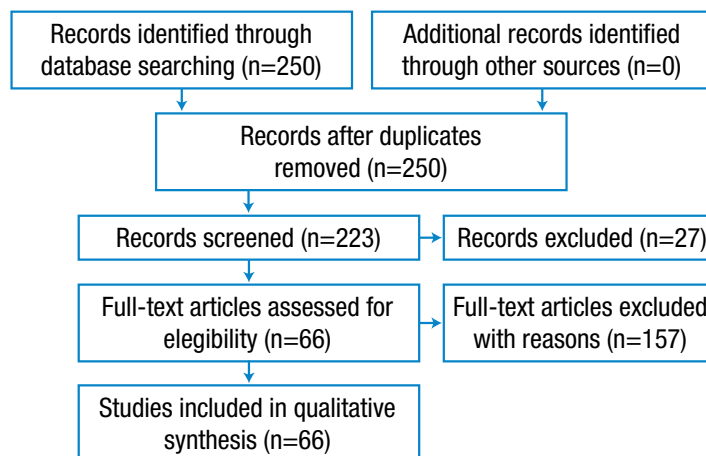 Records identified through
database searching (n=250)
Additional records identified
through other sources (n=0)
Records after duplicates
removed (n=250)
Records screened (n=223)
Records excluded (n=27)
Full-text articles assessed for
elegibility (n=66)
Full-text articles excluded
with reasons (n=157)
Studies included in qualitative
synthesis (n=66)